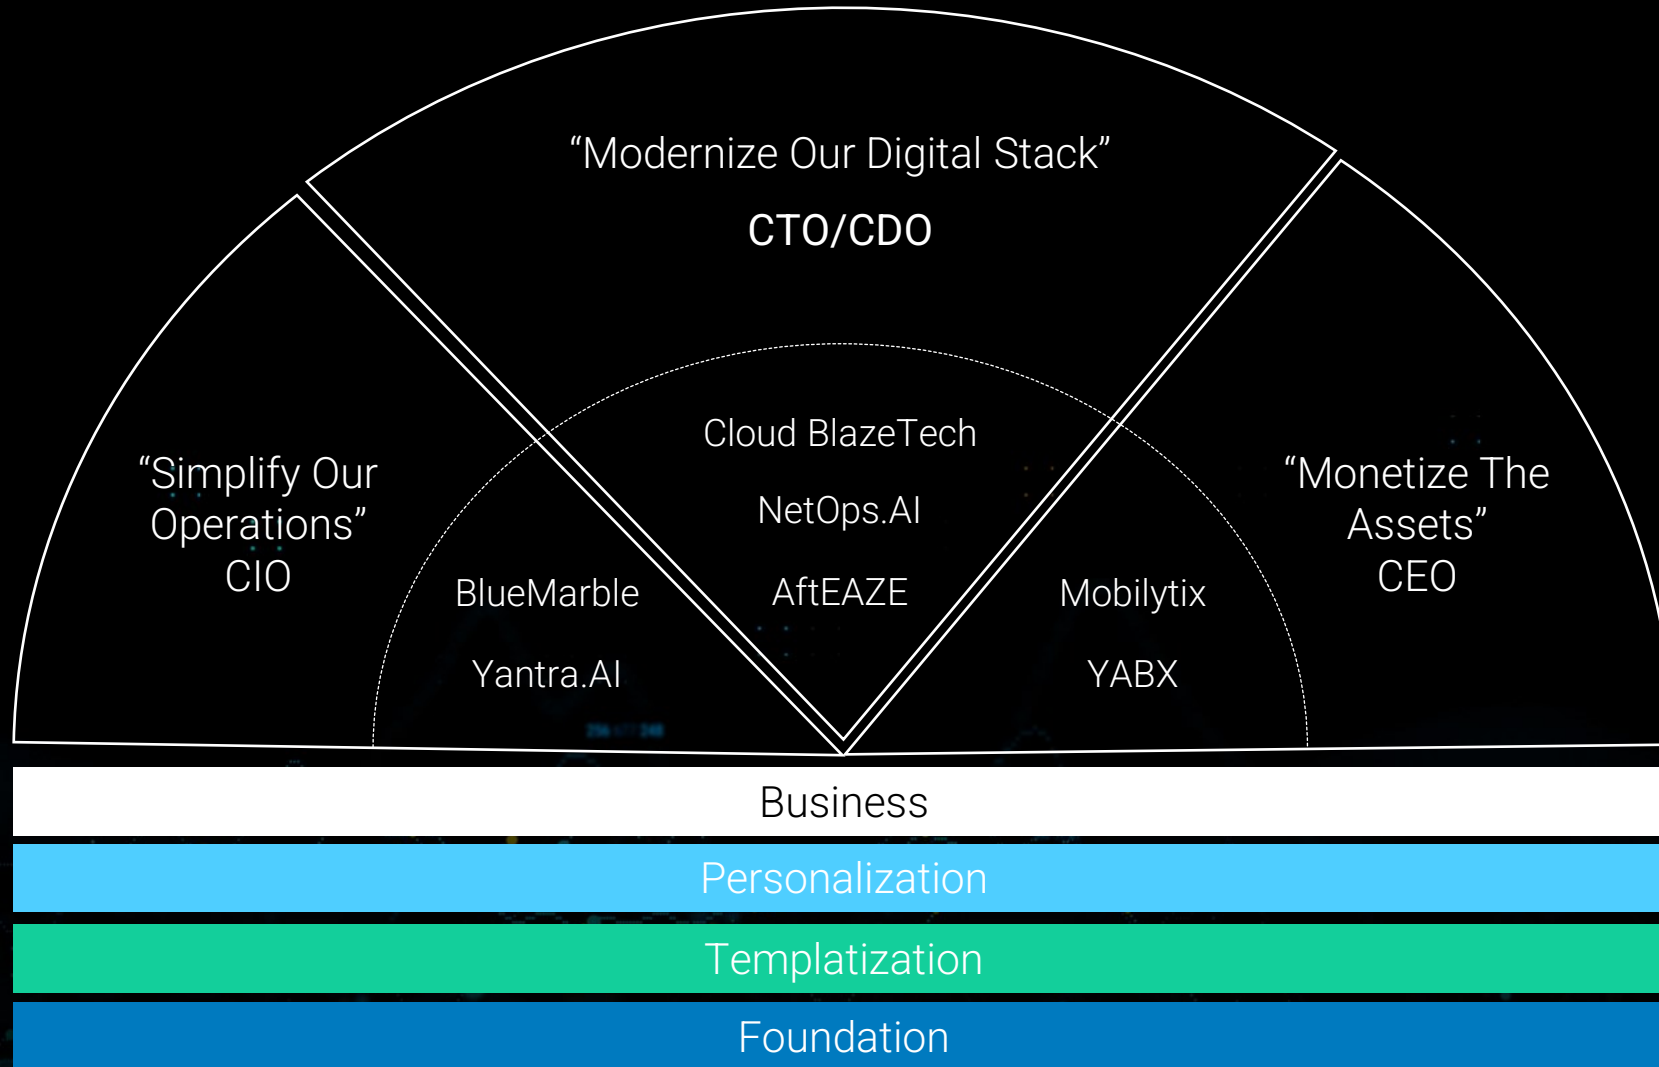 “Modernize Our Digital Stack”
CTO/CDO
“Simplify Our
Operations”
CIO
Cloud BlazeTech
NetOps.AI
AftEAZE
BlueMarble
Yantra.AI
Mobilytix
YABX
“Monetize The
Assets”
CEO
Business
Personalization
Templatization
Foundation